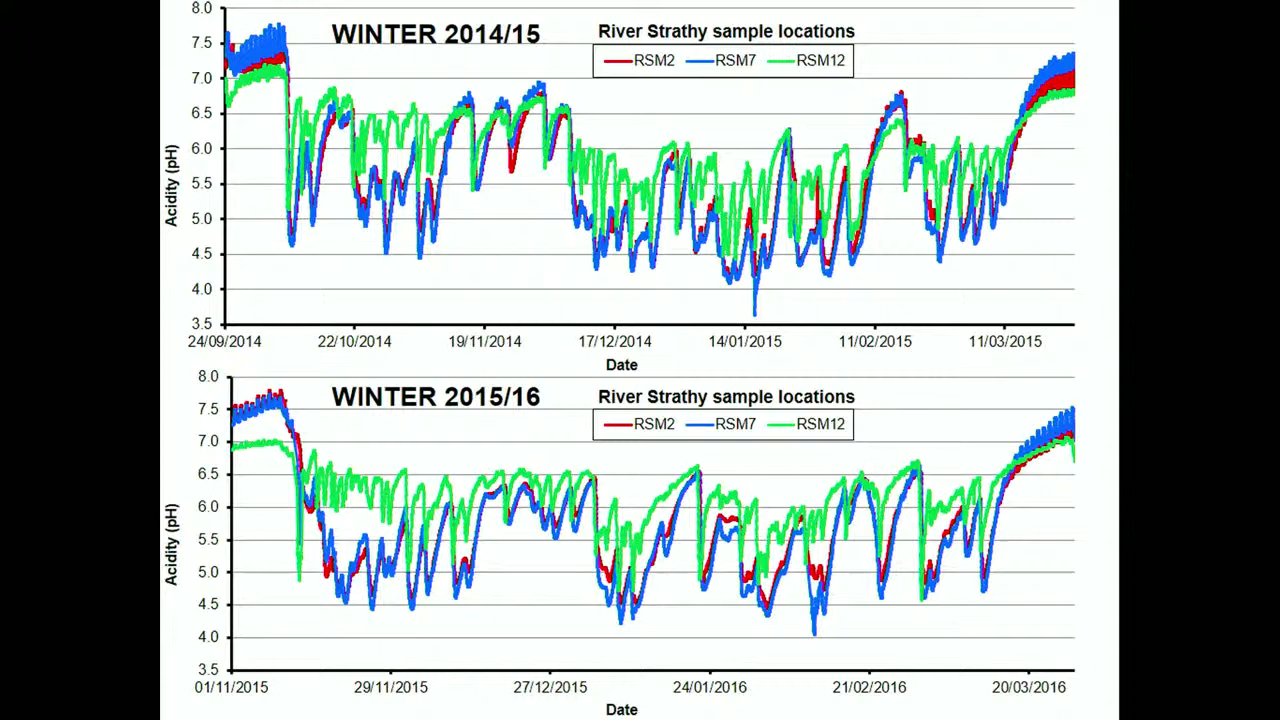 WINTER 2014/15
River Strathy sample locations
RSM2 RSM7 RSM12
8.0
7.5
7.0
6.5
6.0
5.5
5.0
4.5
4.0
3.5
Acidity (pH)
24/09/2014 22/10/2014 19/11/2014 17/12/2014 14/01/2015 11/02/2015 11/03/2015
Date
WINTER 2015/16
River Strathy sample locations
RSM2 RSM7 RSM12
8.0
7.5
7.0
6.5
6.0
5.5
5.0
4.5
4.0
3.5
Acidity (pH)
01/11/2015 29/11/2015 27/12/2015 24/01/2016 21/02/2016 20/03/2016
Date